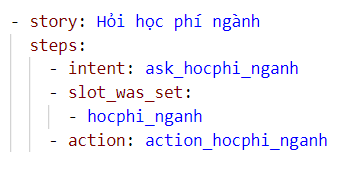 - story: Hỏi học phí ngành
  steps:
    - intent: ask_hocphi_nganh
    - slot_was_set:
      - hocphi_nganh
    - action: action_hocphi_nganh